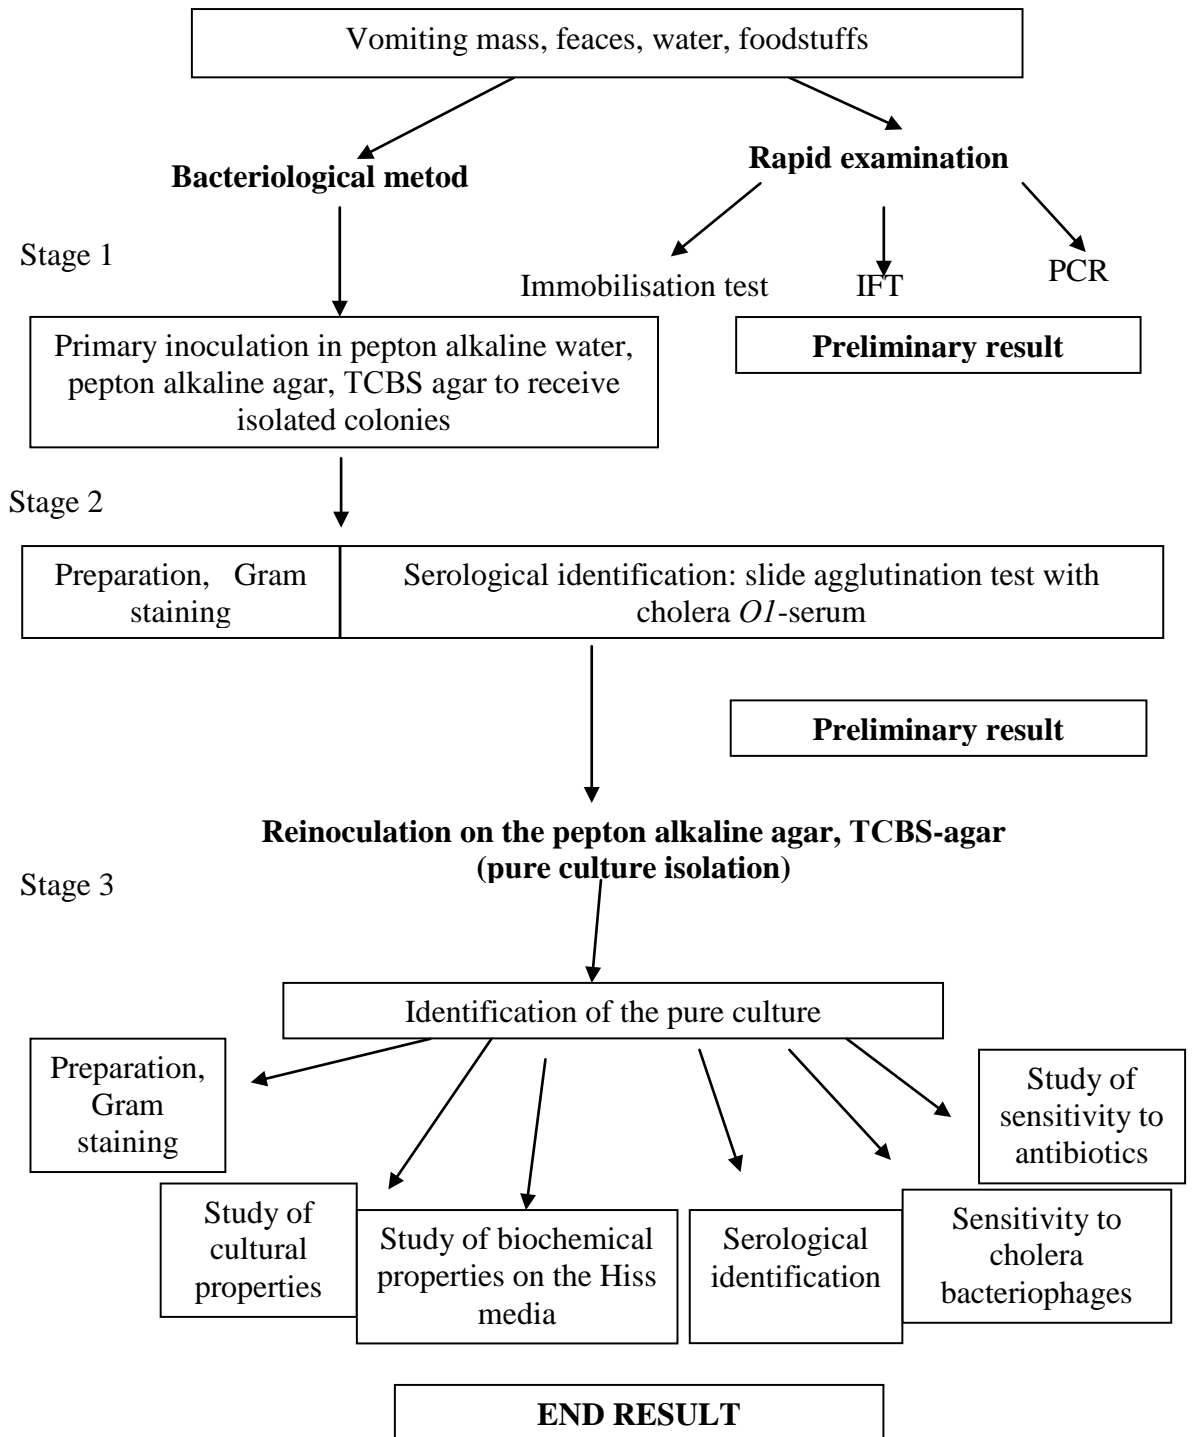 Vomiting mass, feaces, water, foodstuffs
Bacteriological metod
Rapid examination
Stage 1
Immobilisation test
IFT
PCR
Primary inoculation in pepton alkaline water,
pepton alkaline agar, TCBS agar to receive
isolated colonies
Preliminary result
Stage 2
Preparation, Gram
staining
Serological identification: slide agglutination test with
cholera O1-serum
Preliminary result
Reinoculation on the pepton alkaline agar, TCBS-agar
(pure culture isolation)
Stage 3
Identification of the pure culture
Preparation,
Gram
staining
Study of
cultural
properties
Study of biochemical
properties on the Hiss
media
Serological
identification
Sensitivity to
cholera
bacteriophages
Study of
sensitivity to
antibiotics
END RESULT